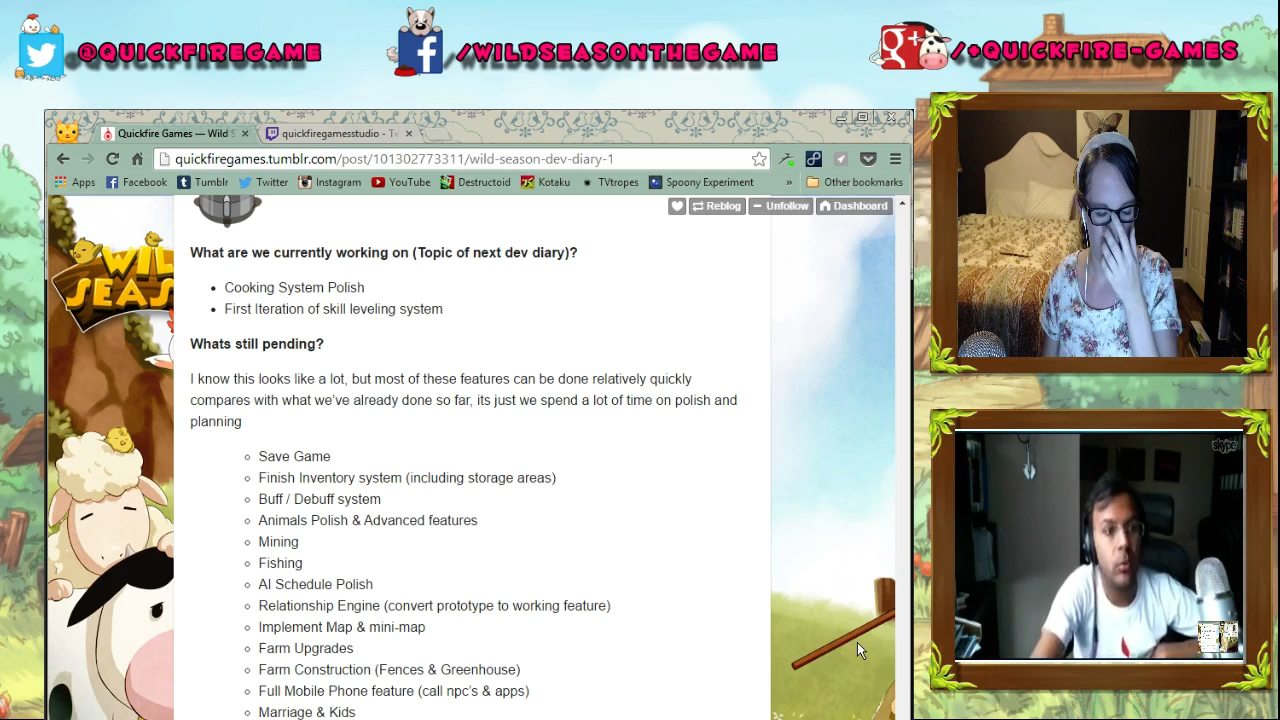 @QUICKFIREGAME
/WILDSEASONTHEGAME
g+
/+QUICKFIRE-GAMES
Quickfire Games — Wild S
quickfiregamesstudio - Tw
quickfiregames.tumblr.com/post/101302773311/wild-season-dev-diary-1
Apps Facebook Tumblr Twitter Instagram YouTube Destructoid Kotaku TVtropes Spoony Experiment » Other bookmarks
Reblog Unfollow Dashboard
WIL
SEAS
What are we currently working on (Topic of next dev diary)?
Cooking System Polish
First Iteration of skill leveling system
Whats still pending?
I know this looks like a lot, but most of these features can be done relatively quickly
compares with what we've already done so far, its just we spend a lot of time on polish and
planning
Save Game
Finish Inventory system (including storage areas)
Buff / Debuff system
Animals Polish & Advanced features
Mining
Fishing
AI Schedule Polish
Relationship Engine (convert prototype to working feature)
Implement Map & mini-map
Farm Upgrades
Farm Construction (Fences & Greenhouse)
Full Mobile Phone feature (call npc's & apps)
Marriage & Kids
skype